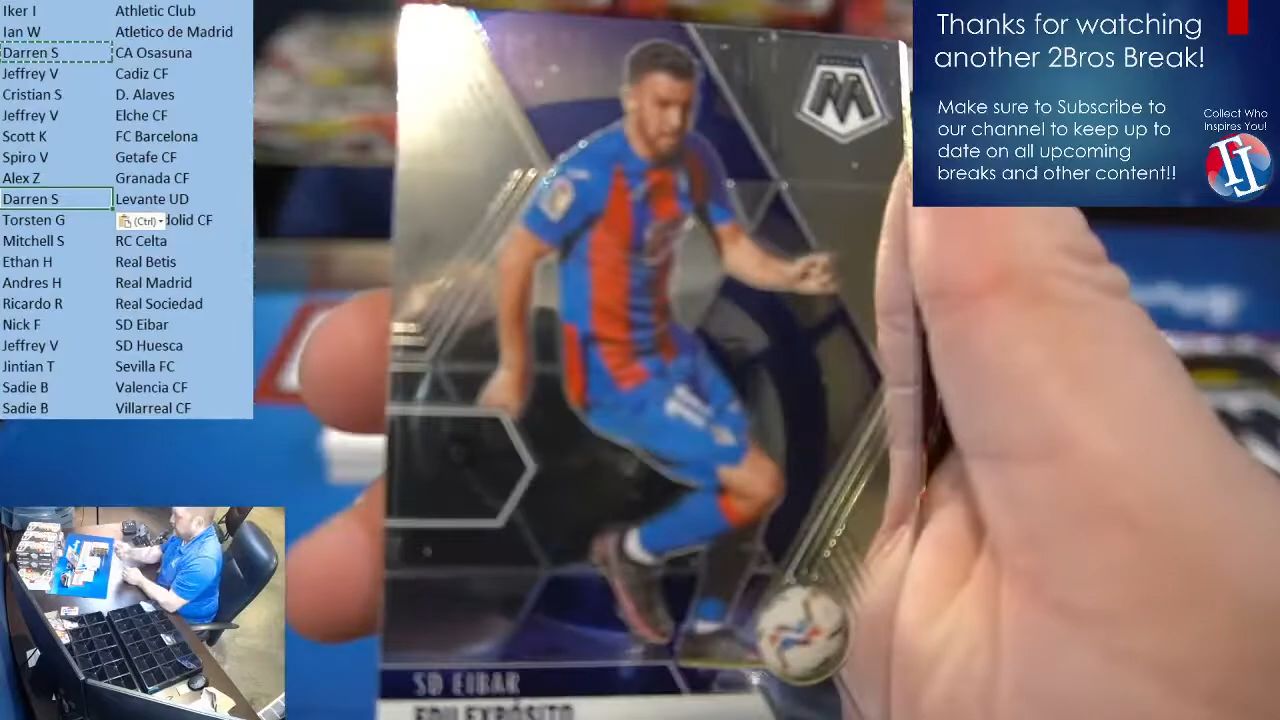 Iker I Athletic Club
Ian W Atletico de Madrid
Darren S CA Osasuna
Jeffrey V Cadiz CF
Cristian S D. Alaves
Jeffrey V Elche CF
Scott K FC Barcelona
Spiro V Getafe CF
Alex Z Granada CF
Darren S Levante UD
Torsten G (Ctrl) dolid CF
Mitchell S RC Celta
Ethan H Real Betis
Andres H Real Madrid
Ricardo R Real Sociedad
Nick F SD Eibar
Jeffrey V SD Huesca
Jintian T Sevilla FC
Sadie B Valencia CF
Sadie B Villarreal CF
Thanks for watching
another 2Bros Break!
Make sure to Subscribe to
our channel to keep up to
date on all upcoming
breaks and other content!!
Collect Who
Inspires You!
SD EIBAR
EDU EXPÓSITO